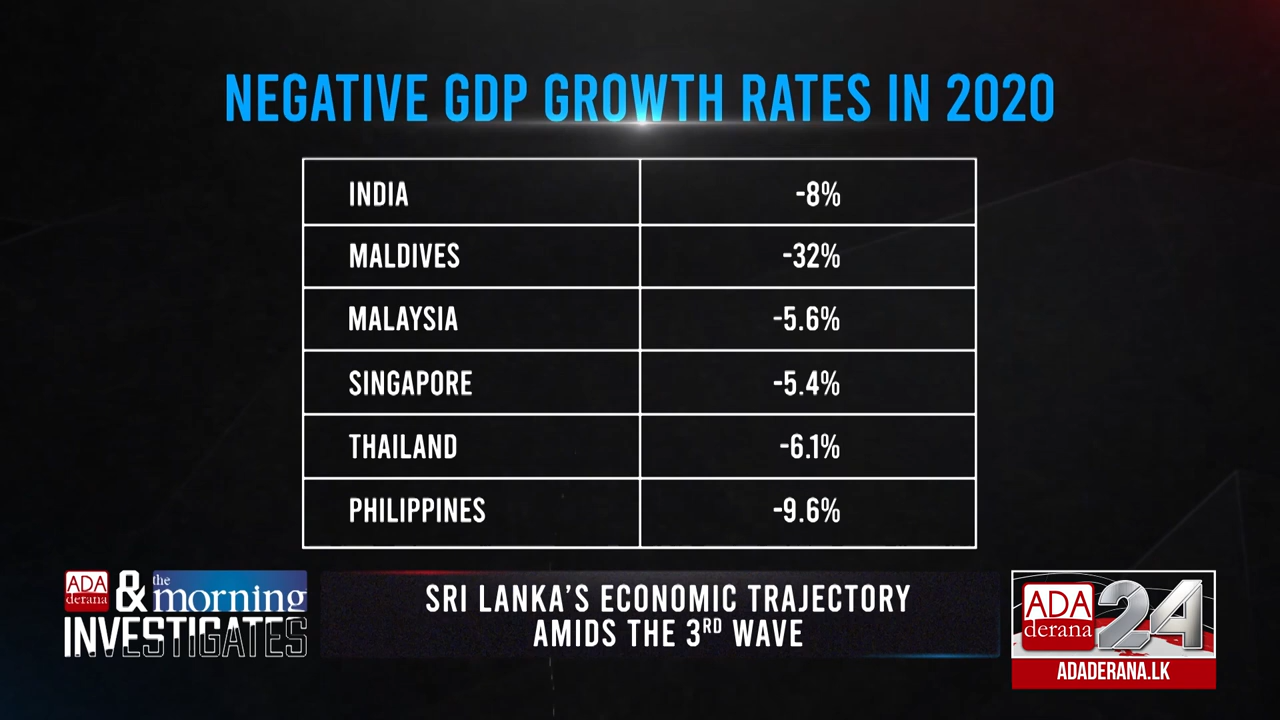 NEGATIVE GDP GROWTH RATES IN 2020
INDIA -8%
MALDIVES -32%
MALAYSIA -5.6%
SINGAPORE -5.4%
THAILAND -6.1%
PHILIPPINES -9.6%
ADA derana & the morning
INVESTIGATES
SRI LANKA'S ECONOMIC TRAJECTORY
AMIDS THE 3RD WAVE
ADA derana 24
ADADERANA.LK